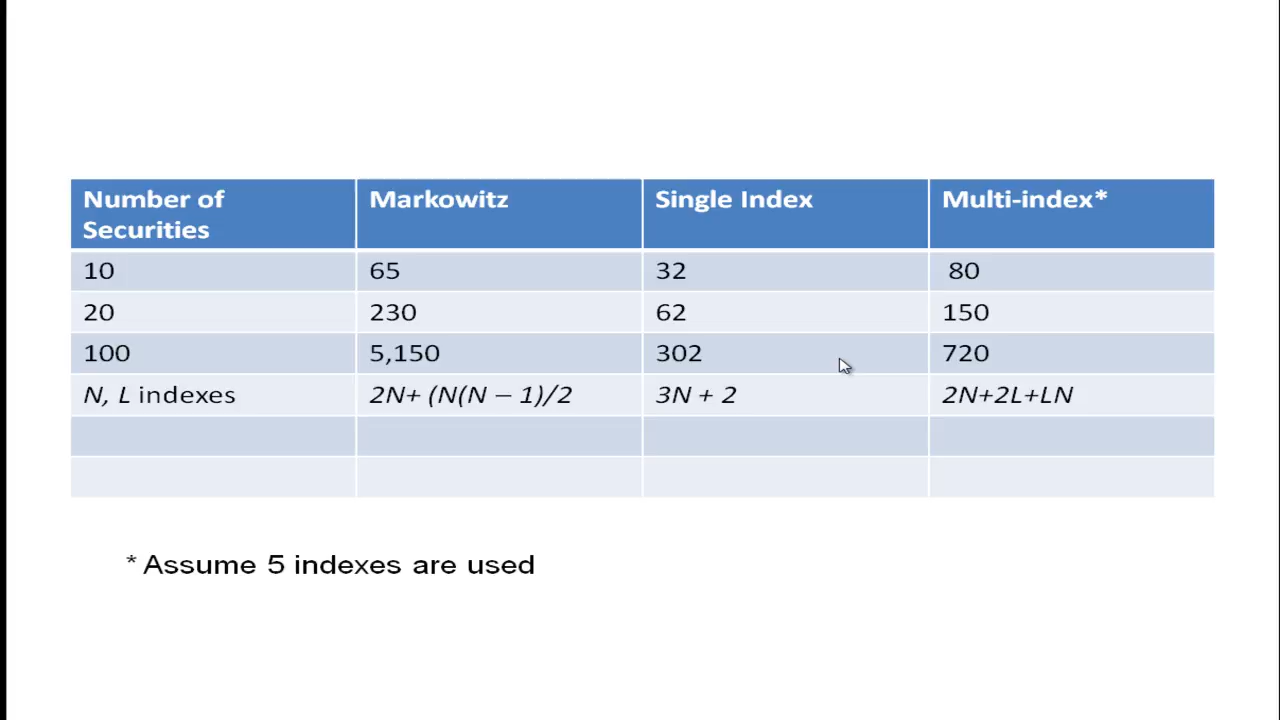 Number of Securities Markowitz Single Index Multi-index*
10 65 32 80
20 230 62 150
100 5,150 302 720
N, L indexes 2N+ (N(N – 1)/2 3N + 2 2N+2L+LN
* Assume 5 indexes are used